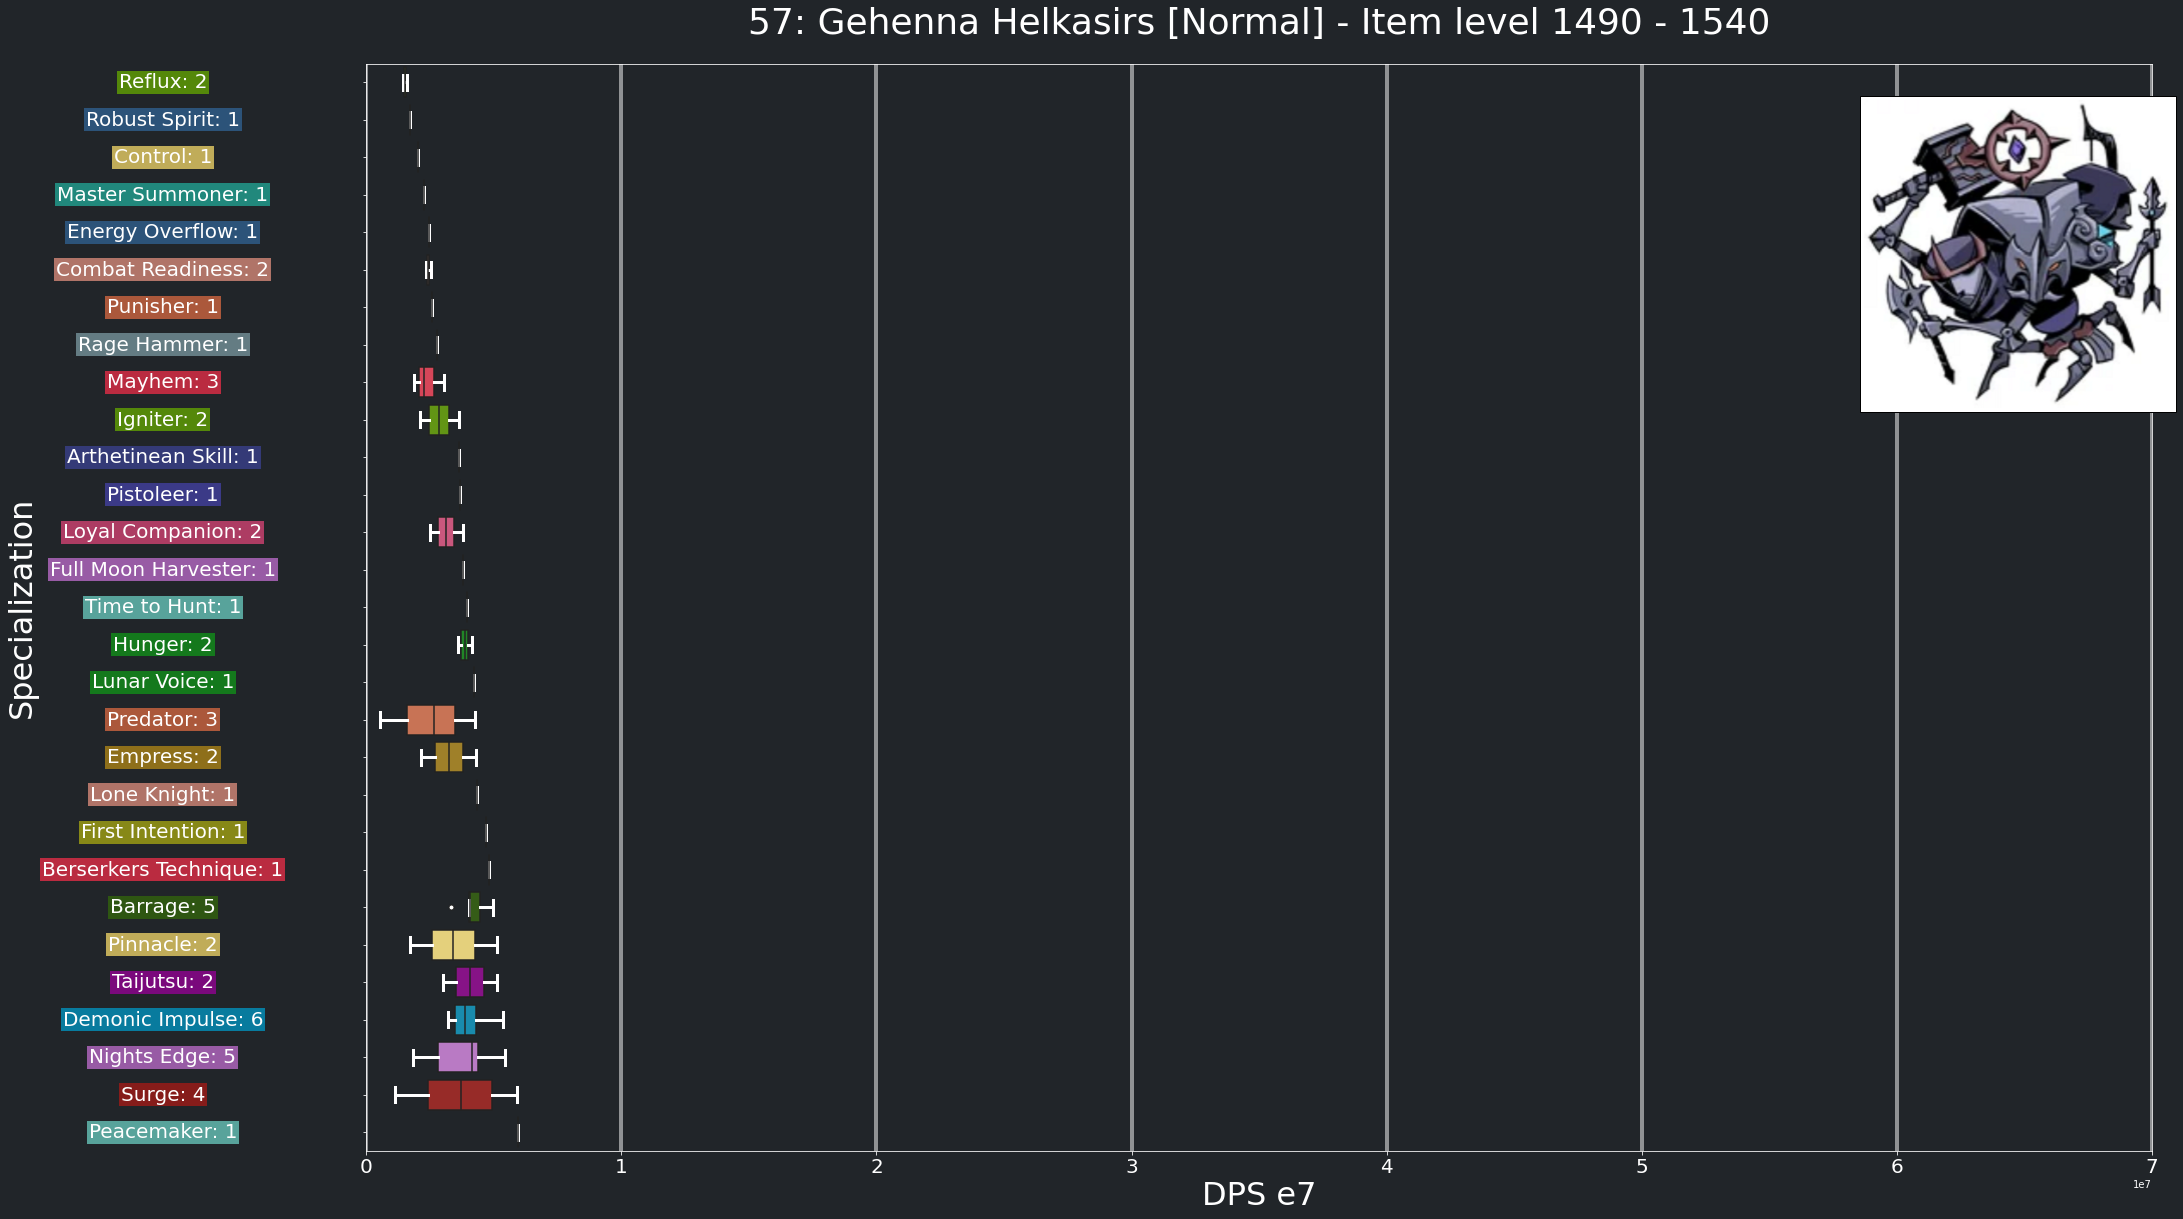 57: Gehenna Helkasirs [Normal] - Item level 1490 - 1540
Specialization
Reflux: 2
Robust Spirit: 1
Control: 1
Master Summoner: 1
Energy Overflow: 1
Combat Readiness: 2
Punisher: 1
Rage Hammer: 1
Mayhem: 3
Igniter: 2
Arthetinean Skill: 1
Pistoleer: 1
Loyal Companion: 2
Full Moon Harvester: 1
Time to Hunt: 1
Hunger: 2
Lunar Voice: 1
Predator: 3
Empress: 2
Lone Knight: 1
First Intention: 1
Berserkers Technique: 1
Barrage: 5
Pinnacle: 2
Taijutsu: 2
Demonic Impulse: 6
Nights Edge: 5
Surge: 4
Peacemaker: 1
0 1 2 3 4 5 6 7
1e7
DPS e7